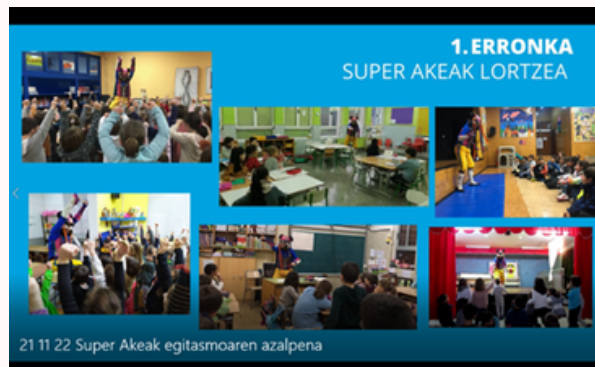 1. ERRONKA
SUPER AKEAK LORTZEA
21 11 22 Super Akeak egitasmoaren azalpena